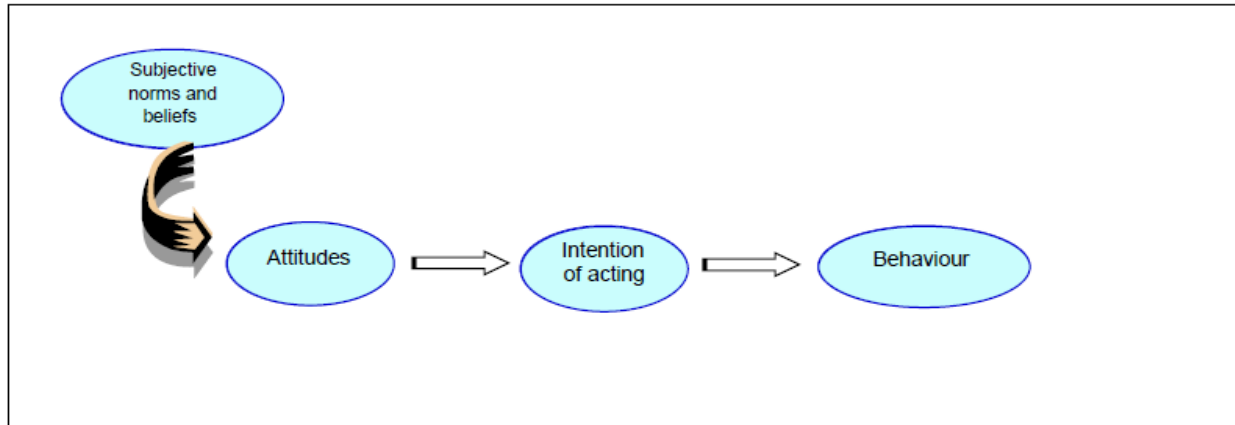 Subjective
norms and
beliefs
Attitudes
Intention
of acting
Behaviour